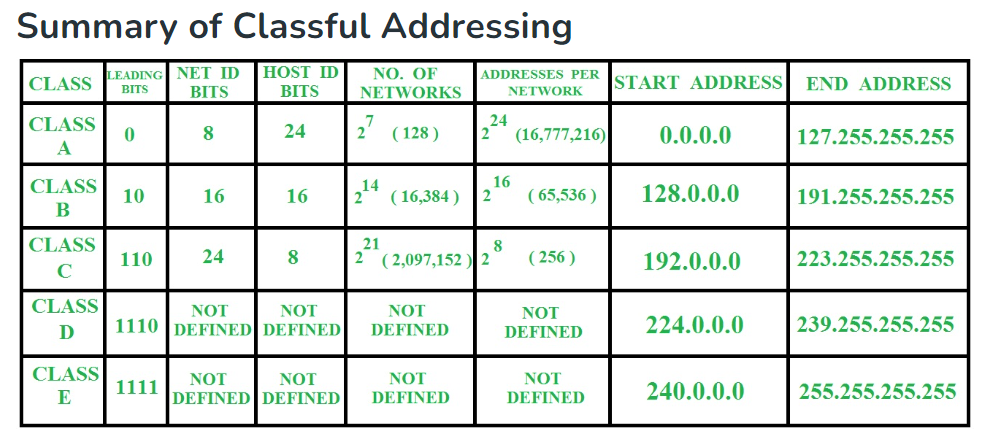 Summary of Classful Addressing
CLASS LEADING BITS NET ID BITS HOST ID BITS NO. OF NETWORKS ADDRESSES PER NETWORK START ADDRESS END ADDRESS
CLASS A 0 8 24 2^7 ( 128 ) 2^24 (16,777,216) 0.0.0.0 127.255.255.255
CLASS B 10 16 16 2^14 ( 16,384 ) 2^16 ( 65,536 ) 128.0.0.0 191.255.255.255
CLASS C 110 24 8 2^21 ( 2,097,152 ) 2^8 ( 256 ) 192.0.0.0 223.255.255.255
CLASS D 1110 NOT DEFINED NOT DEFINED NOT DEFINED NOT DEFINED 224.0.0.0 239.255.255.255
CLASS E 1111 NOT DEFINED NOT DEFINED NOT DEFINED NOT DEFINED 240.0.0.0 255.255.255.255